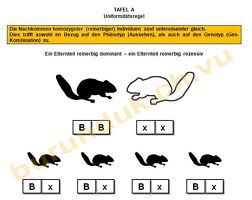 TAFEL A
Uniformitätsregel
Die Nachkommen homozygoter (reinerbiger) Individuen sind untereinander gleich.
Dies trifft sowohl im Bezug auf den Phänotyp (Aussehen), als auch auf den Genotyp (Gen-
Kombination) zu.
Ein Elternteil reinerbig dominant – ein Elternteil reinerbig rezessiv
B B x x
B x B x B x B x